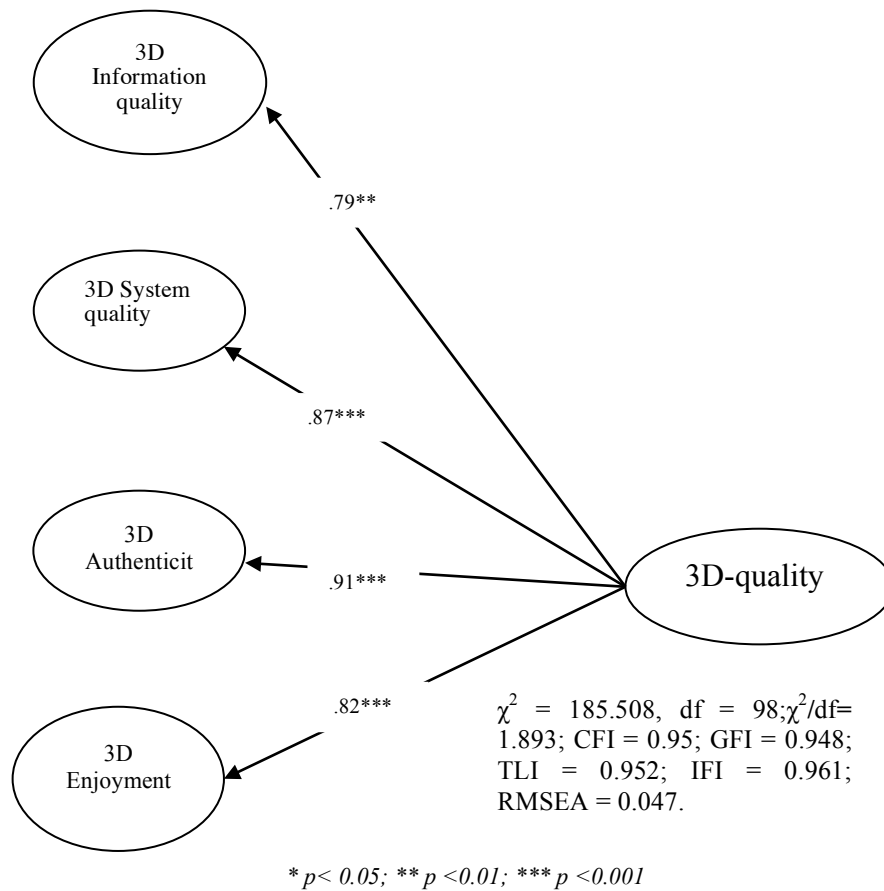 3D
Information
quality
.79**
3D System
quality
.87***
3D
Authenticit
.91***
3D-quality
.82***
3D
Enjoyment
χ² = 185.508, df = 98;χ²/df=
1.893; CFI = 0.95; GFI = 0.948;
TLI = 0.952; IFI = 0.961;
RMSEA = 0.047.
* p< 0.05; ** p <0.01; *** p <0.001